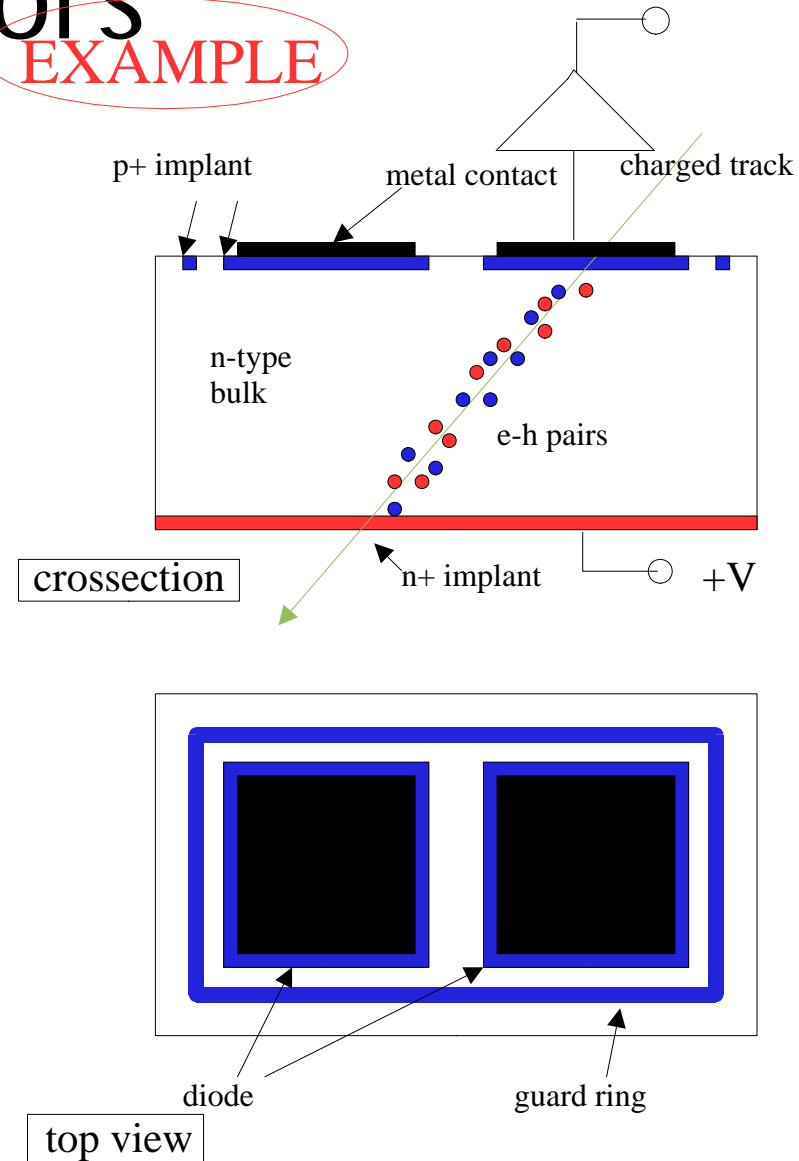 EXAMPLE
p+ implant
metal contact
charged track
n-type
bulk
e-h pairs
n+ implant
+V
crossection
diode
guard ring
top view